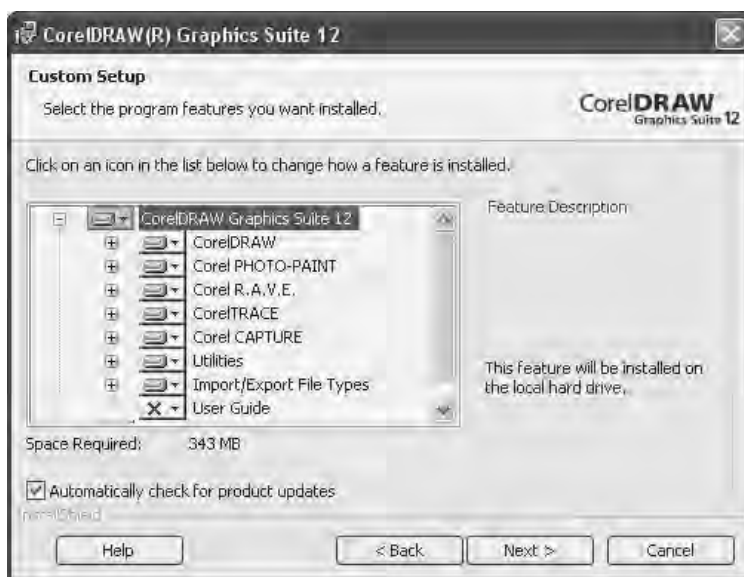 CorelDRAW(R) Graphics Suite 12
Custom Setup
Select the program features you want installed.
CorelDRAW
Graphics Suite 12
Click on an icon in the list below to change how a feature is installed.
CorelDRAW Graphics Suite 12
CorelDRAW
Corel PHOTO-PAINT
Corel R.A.V.E.
CorelTRACE
Corel CAPTURE
Utilities
Import/Export File Types
User Guide
Feature Description
This feature will be installed on
the local hard drive.
Space Required: 343 MB
Automatically check for product updates
InstallShield
Help < Back Next > Cancel